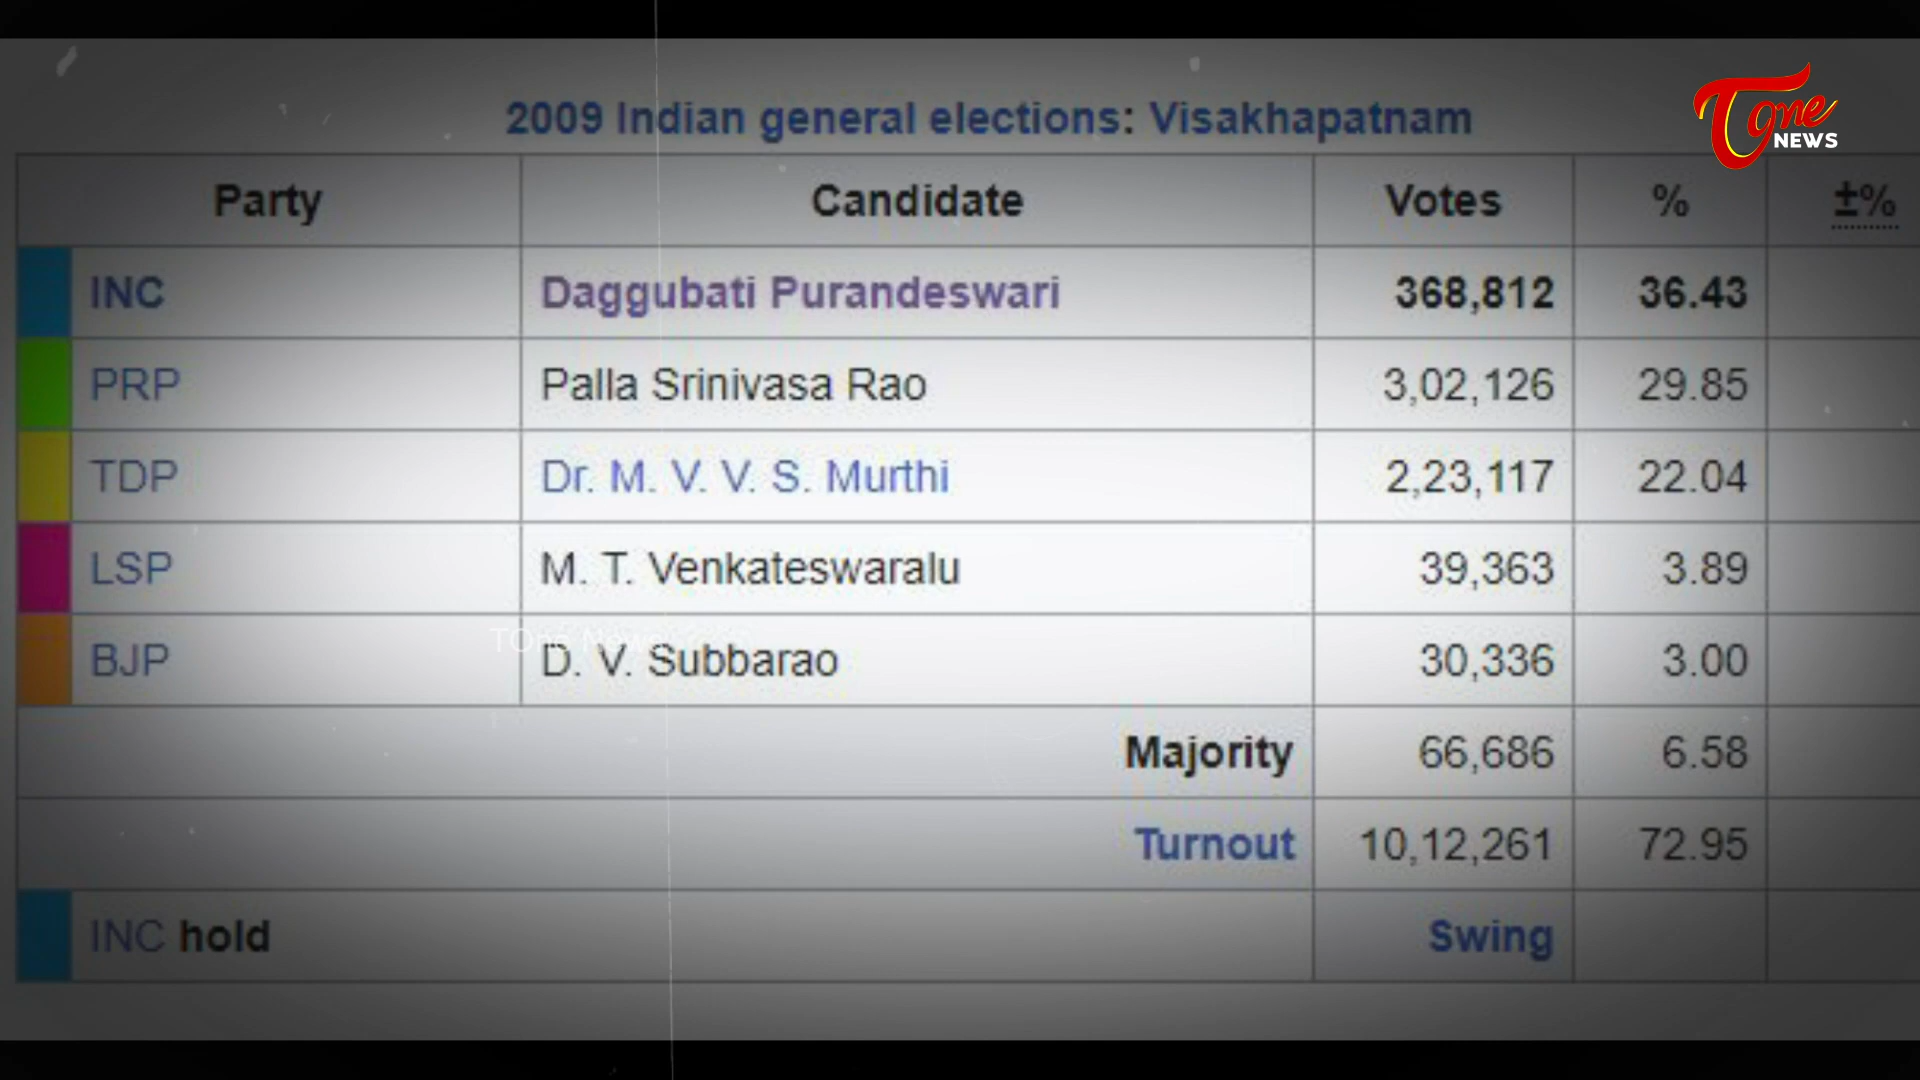 Tone NEWS
2009 Indian general elections: Visakhapatnam
Party Candidate Votes % ±%
INC Daggubati Purandeswari 368,812 36.43
PRP Palla Srinivasa Rao 3,02,126 29.85
TDP Dr. M. V. V. S. Murthi 2,23,117 22.04
LSP M. T. Venkateswaralu 39,363 3.89
TOne News
BJP D. V. Subbarao 30,336 3.00
Majority 66,686 6.58
Turnout 10,12,261 72.95
INC hold Swing